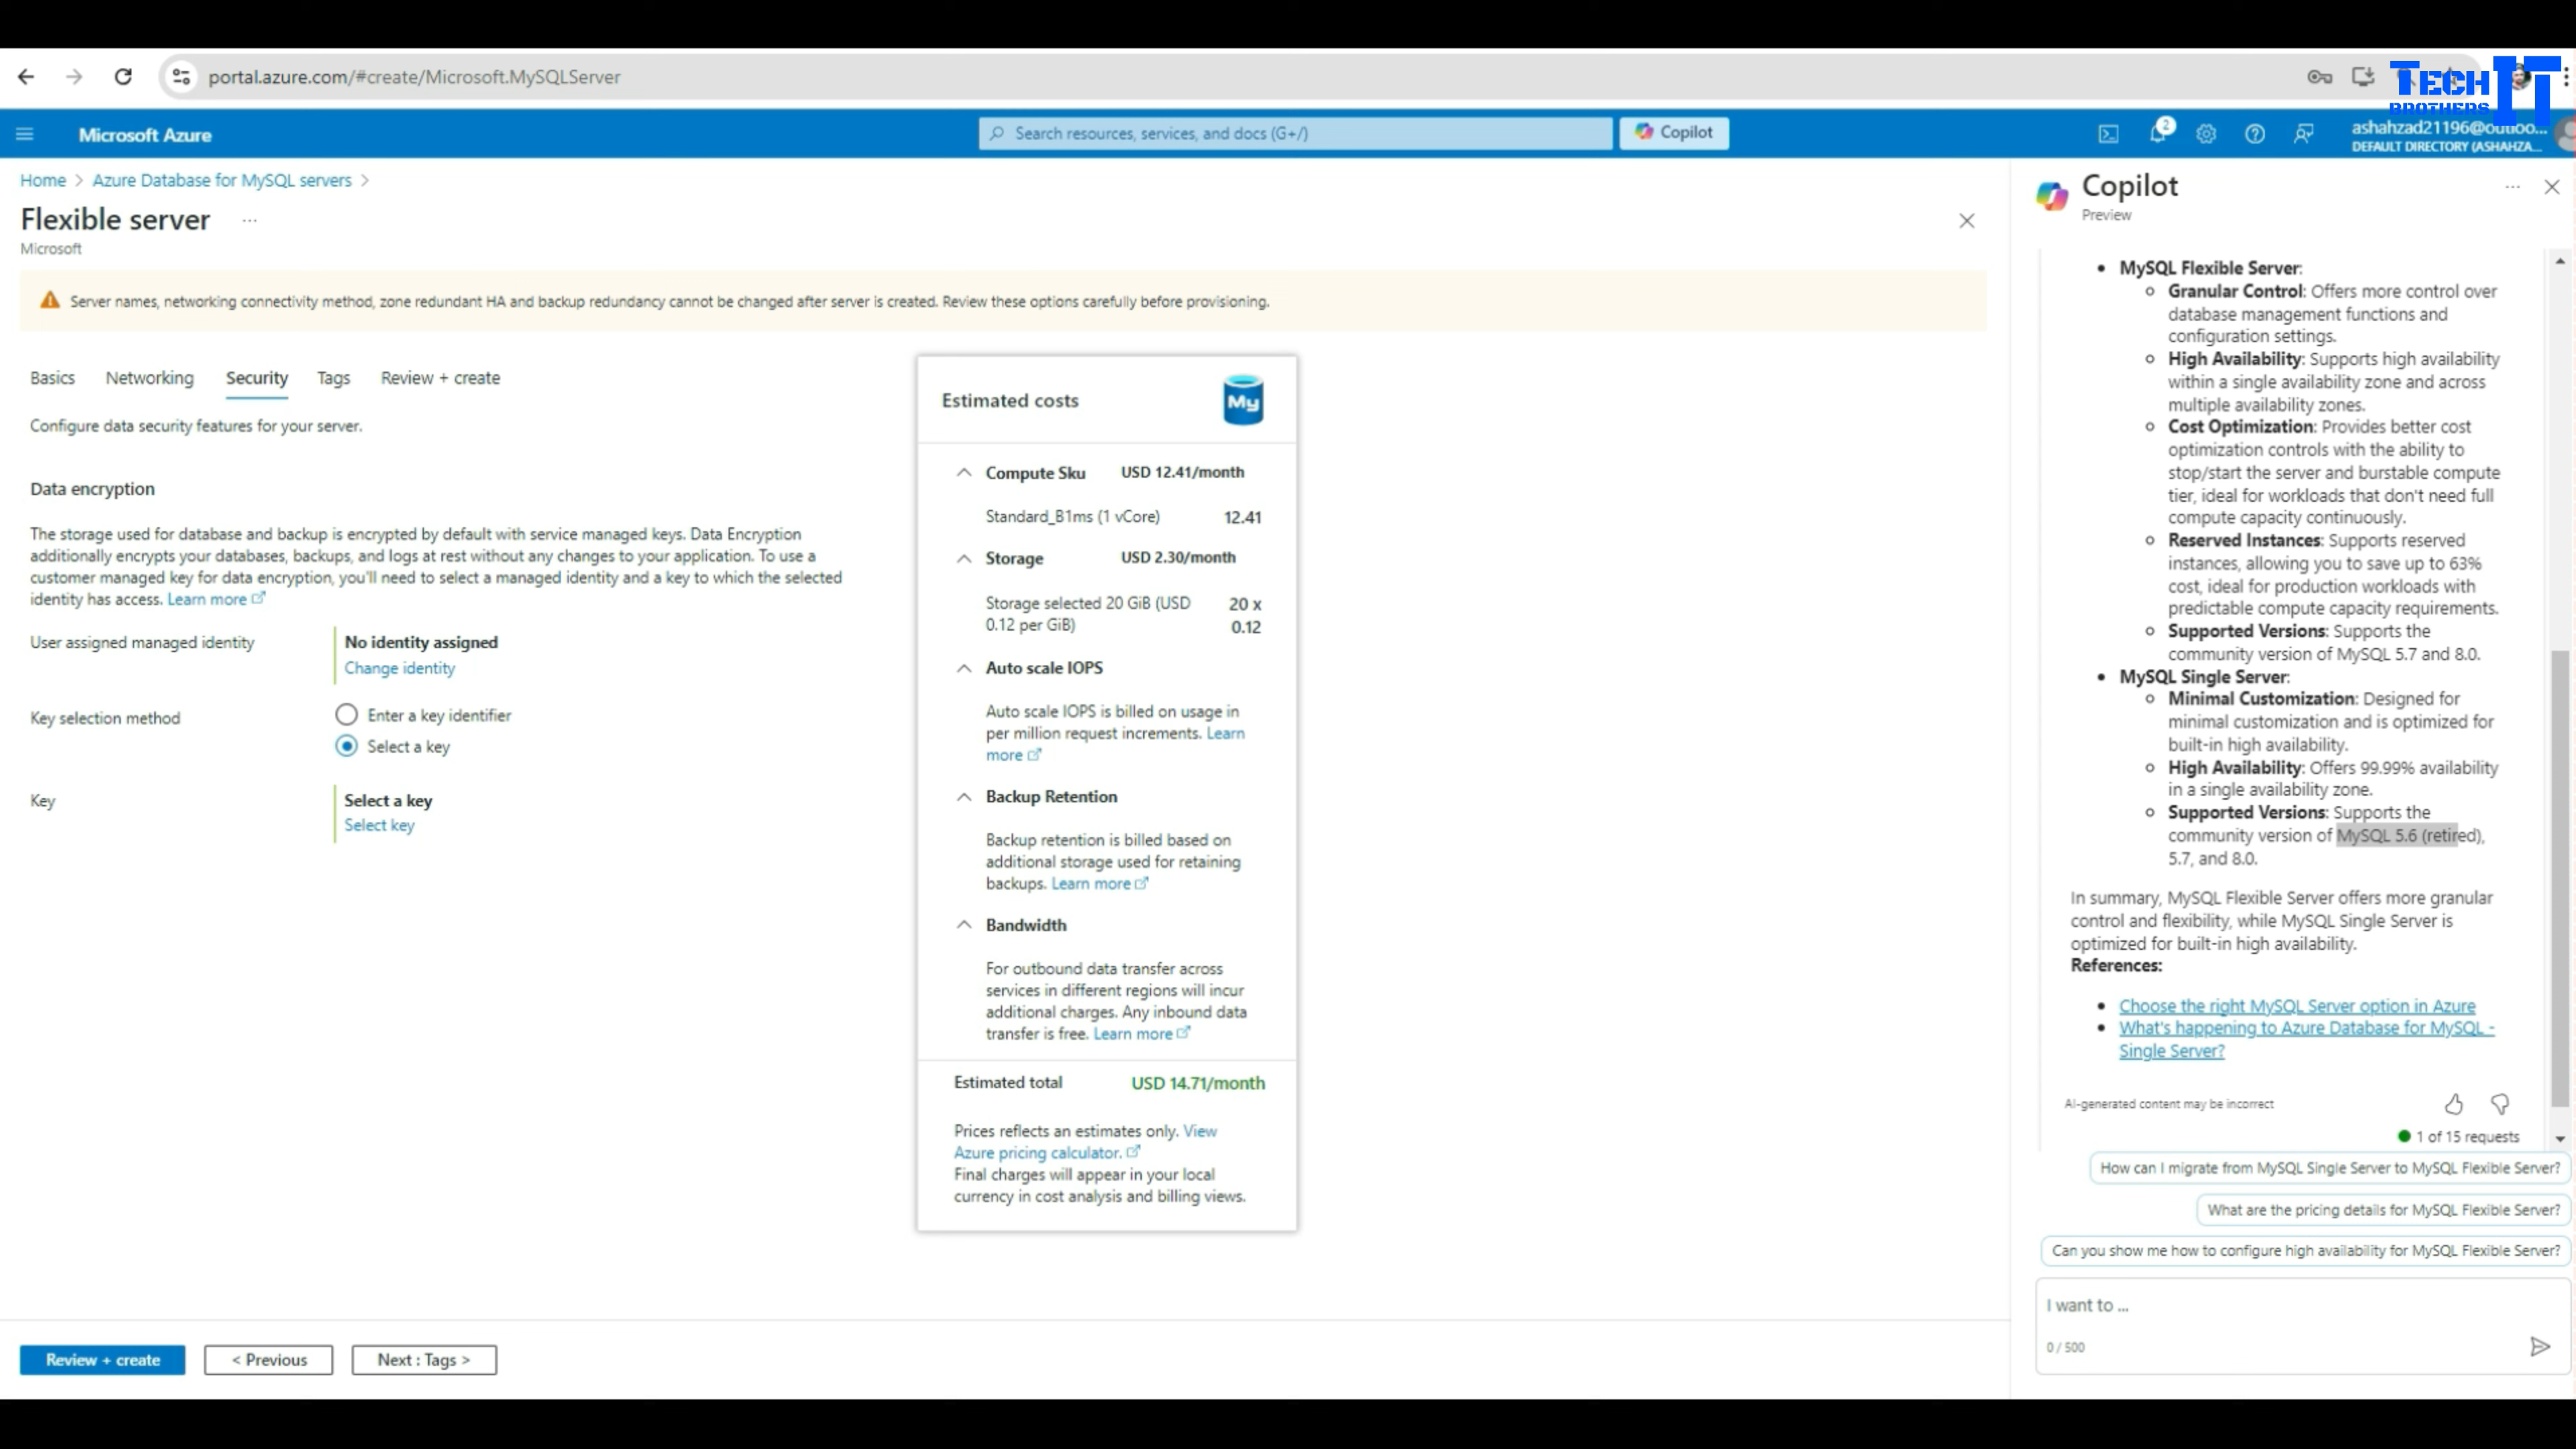 portal.azure.com/#create/Microsoft.MySQLServer
TECH IT
BROTHERS
Microsoft Azure
Search resources, services, and docs (G+/)
Copilot
2
ashahzad21196@outloo...
DEFAULT DIRECTORY (ASHAHZA...
Home > Azure Database for MySQL servers >
Flexible server ...
Microsoft
Server names, networking connectivity method, zone redundant HA and backup redundancy cannot be changed after server is created. Review these options carefully before provisioning.
Basics Networking Security Tags Review + create
Configure data security features for your server.
Data encryption
The storage used for database and backup is encrypted by default with service managed keys. Data Encryption
additionally encrypts your databases, backups, and logs at rest without any changes to your application. To use a
customer managed key for data encryption, you'll need to select a managed identity and a key to which the selected
identity has access. Learn more
User assigned managed identity
No identity assigned
Change identity
Key selection method
Enter a key identifier
Select a key
Key
Select a key
Select key
Estimated costs
My
Compute Sku USD 12.41/month
Standard_B1ms (1 vCore) 12.41
Storage USD 2.30/month
Storage selected 20 GiB (USD 20 x
0.12 per GiB) 0.12
Auto scale IOPS
Auto scale IOPS is billed on usage in
per million request increments. Learn
more
Backup Retention
Backup retention is billed based on
additional storage used for retaining
backups. Learn more
Bandwidth
For outbound data transfer across
services in different regions will incur
additional charges. Any inbound data
transfer is free. Learn more
Estimated total USD 14.71/month
Prices reflects an estimates only. View
Azure pricing calculator.
Final charges will appear in your local
currency in cost analysis and billing views.
Review + create
< Previous
Next : Tags >
Copilot
Preview
MySQL Flexible Server:
Granular Control: Offers more control over
database management functions and
configuration settings.
High Availability: Supports high availability
within a single availability zone and across
multiple availability zones.
Cost Optimization: Provides better cost
optimization controls with the ability to
stop/start the server and burstable compute
tier, ideal for workloads that don't need full
compute capacity continuously.
Reserved Instances: Supports reserved
instances, allowing you to save up to 63%
cost, ideal for production workloads with
predictable compute capacity requirements.
Supported Versions: Supports the
community version of MySQL 5.7 and 8.0.
MySQL Single Server:
Minimal Customization: Designed for
minimal customization and is optimized for
built-in high availability.
High Availability: Offers 99.99% availability
in a single availability zone.
Supported Versions: Supports the
community version of MySQL 5.6 (retired),
5.7, and 8.0.
In summary, MySQL Flexible Server offers more granular
control and flexibility, while MySQL Single Server is
optimized for built-in high availability.
References:
Choose the right MySQL Server option in Azure
What's happening to Azure Database for MySQL -
Single Server?
AI-generated content may be incorrect
1 of 15 requests
How can I migrate from MySQL Single Server to MySQL Flexible Server?
What are the pricing details for MySQL Flexible Server?
Can you show me how to configure high availability for MySQL Flexible Server?
I want to ...
0 / 500